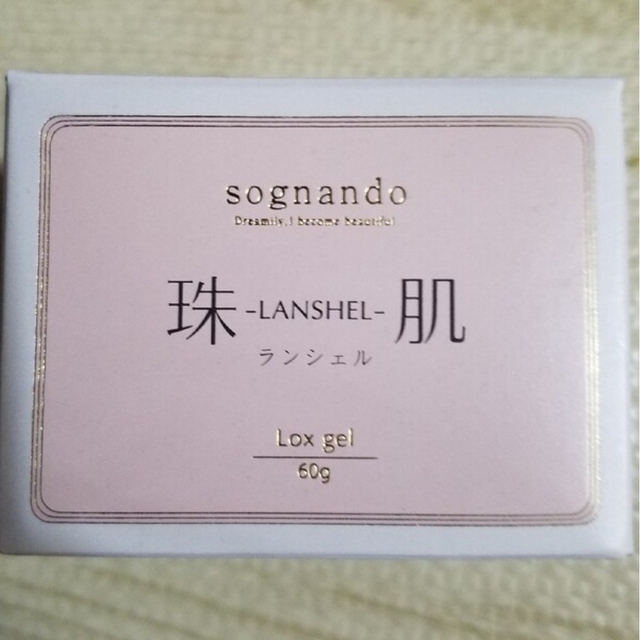 sognando
Dreamily,I become beautiful
珠 -LANSHEL- 肌
ランシェル
Lox gel
60g